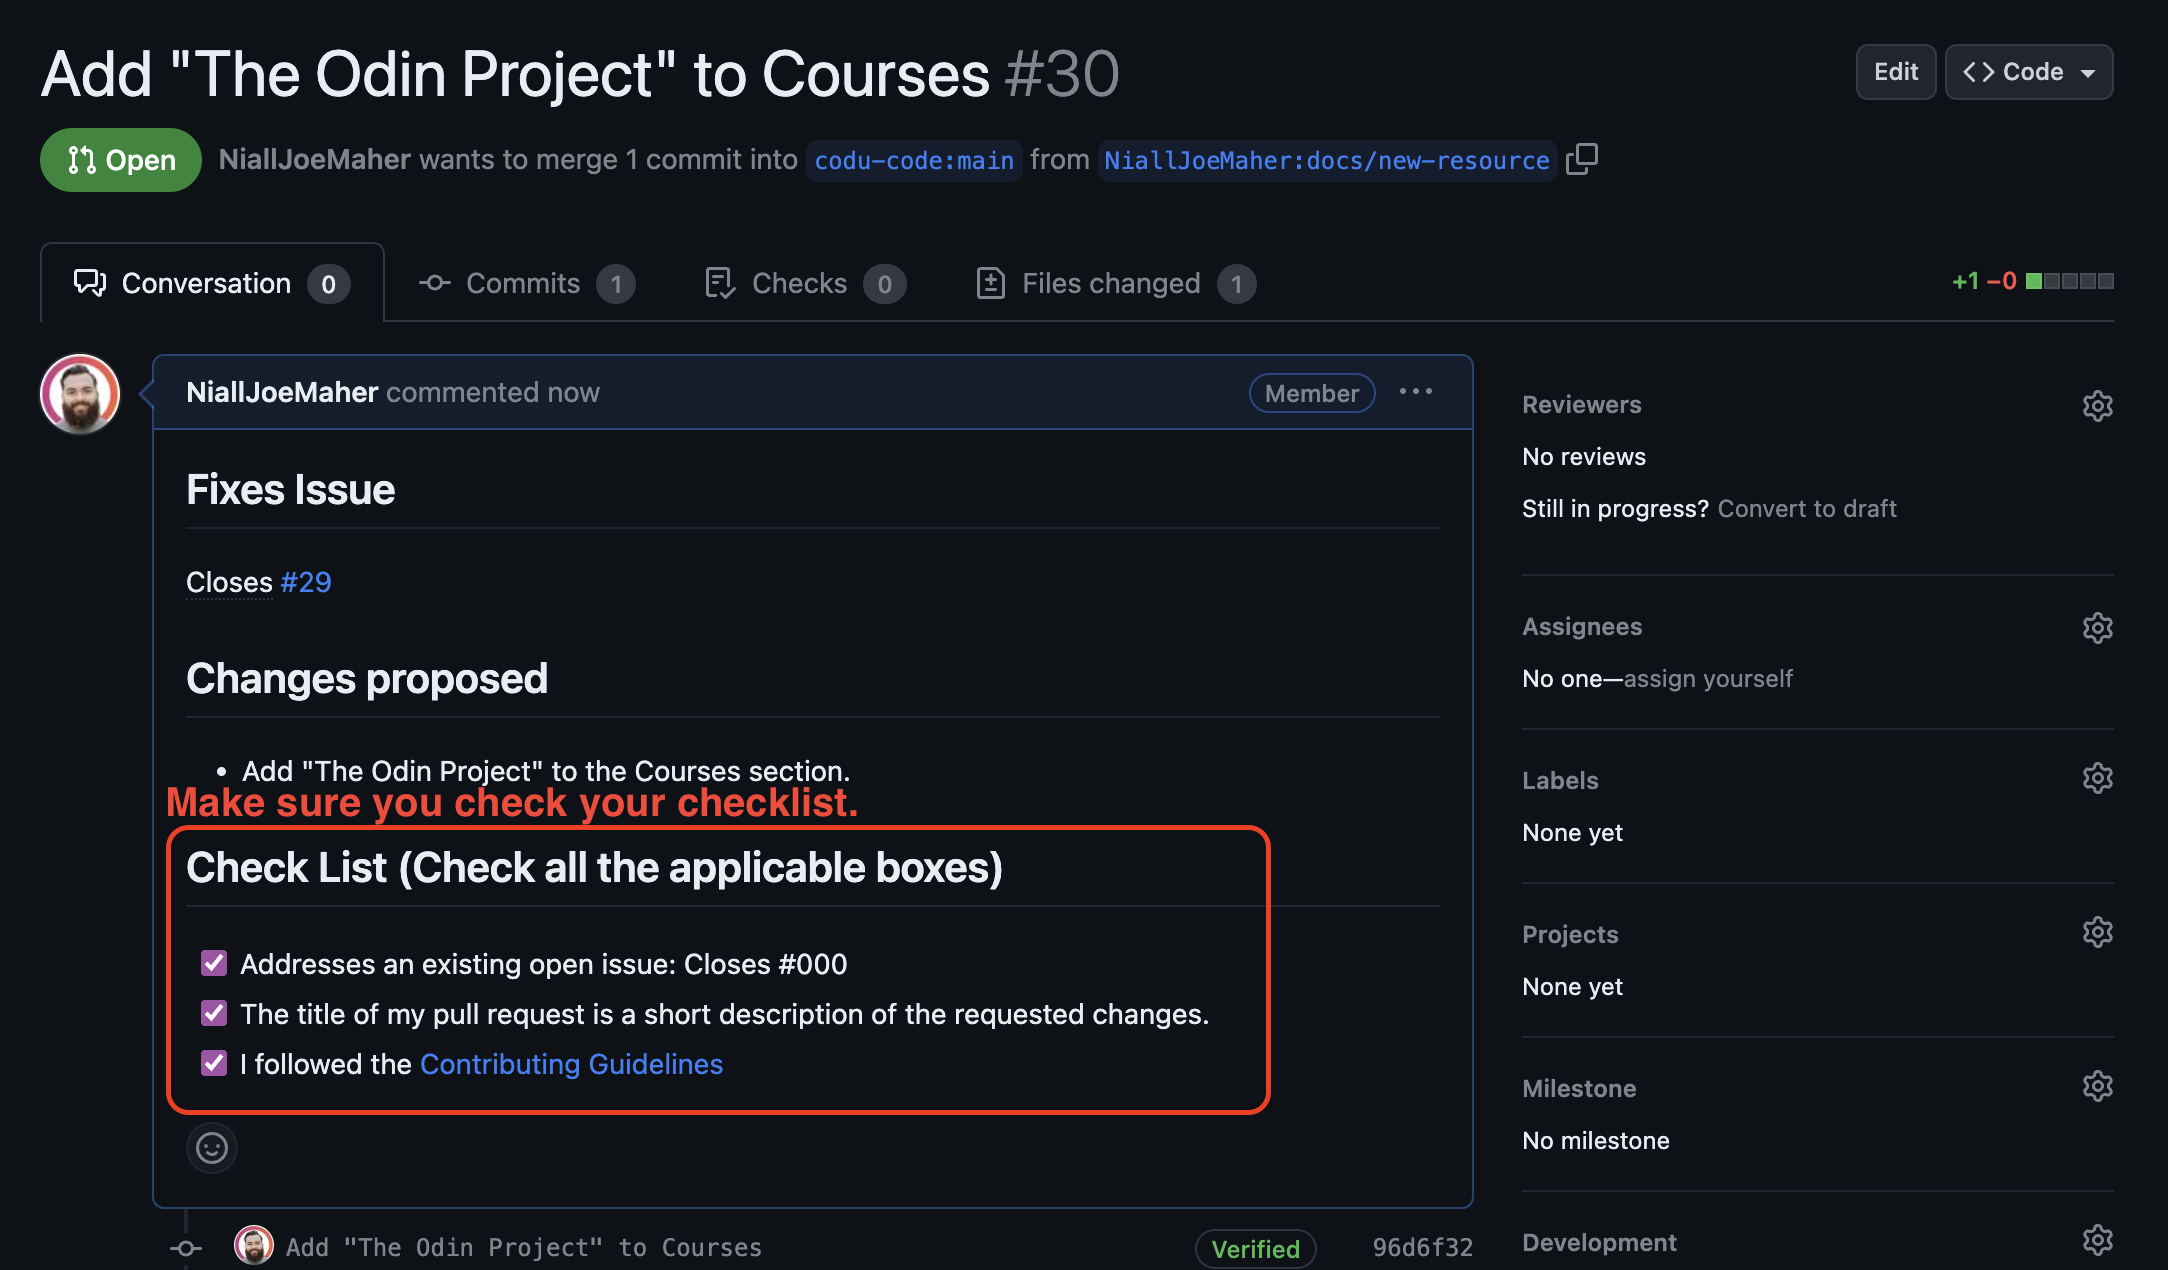 Add "The Odin Project" to Courses #30
Edit
<> Code
Open
NiallJoeMaher wants to merge 1 commit into codu-code:main from NiallJoeMaher:docs/new-resource
Conversation 0
Commits 1
Checks 0
Files changed 1
+1 −0
NiallJoeMaher commented now
Member
Fixes Issue
Closes #29
Changes proposed
• Add "The Odin Project" to the Courses section.
Make sure you check your checklist.
Check List (Check all the applicable boxes)
Addresses an existing open issue: Closes #000
The title of my pull request is a short description of the requested changes.
I followed the Contributing Guidelines
Add "The Odin Project" to Courses
Verified
96d6f32
Reviewers
No reviews
Still in progress? Convert to draft
Assignees
No one—assign yourself
Labels
None yet
Projects
None yet
Milestone
No milestone
Development